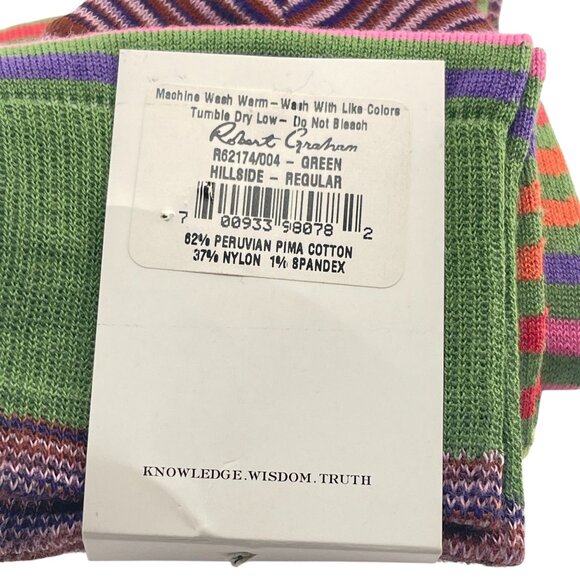 Machine Wash Warm – Wash With Like Colors
Tumble Dry Low – Do Not Bleach
Robert Graham
R62174/004 – GREEN
HILLSIDE – REGULAR
7 00933 98078 2
62% PERUVIAN PIMA COTTON
37% NYLON 1% SPANDEX
KNOWLEDGE.WISDOM.TRUTH